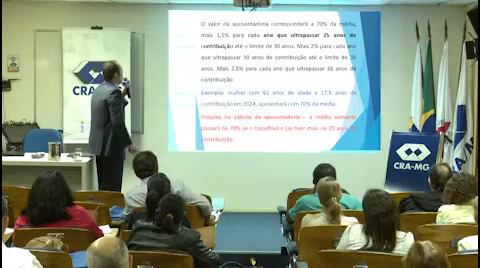 O valor da aposentadoria corresponderá a 70% da média,
mais 1,5% para cada ano que ultrapassar 25 anos de
contribuição até o limite de 30 anos. Mais 2% para cada ano
que ultrapassar 30 anos de contribuição até o limite de 35
anos. Mais 2,5% para cada ano que ultrapassar 35 anos de
contribuição.
Exemplo: mulher com 62 anos de idade e 17,5 anos de
contribuição em 2024, aposentará com 70% da média.
Prejuízo no cálculo da aposentadoria – a média somente
passará de 70% se o trabalhador (a) tiver mais de 25 anos de
contribuição.
CRA-MG